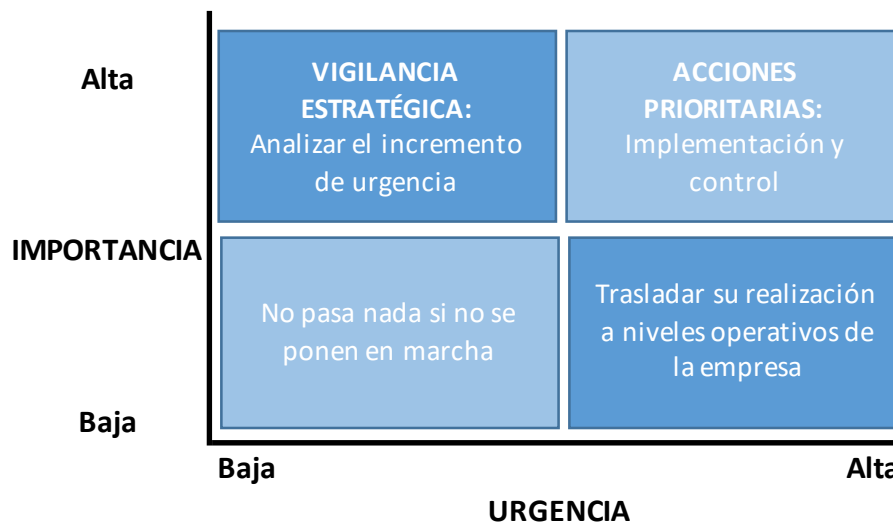 Alta
VIGILANCIA
ESTRATÉGICA:
Analizar el incremento
de urgencia
ACCIONES
PRIORITARIAS:
Implementación y
control
IMPORTANCIA
No pasa nada si no se
ponen en marcha
Trasladar su realización
a niveles operativos de
la empresa
Baja
Baja
Alta
URGENCIA